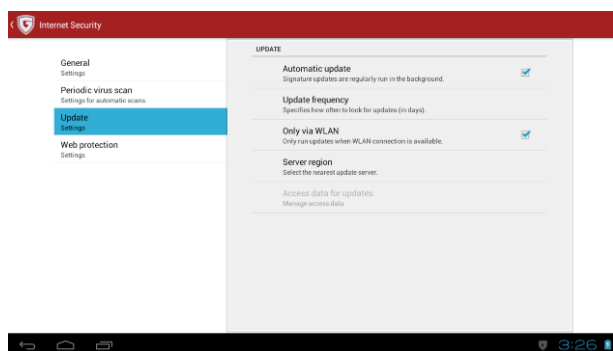 Internet Security
General
Settings
Periodic virus scan
Settings for automatic scans.
Update
Settings
Web protection
Settings
UPDATE
Automatic update
Signature updates are regularly run in the background.
Update frequency
Specifies how often to look for updates (in days).
Only via WLAN
Only run updates when WLAN connection is available.
Server region
Select the nearest update server.
Access data for updates
Manage access data
3:26